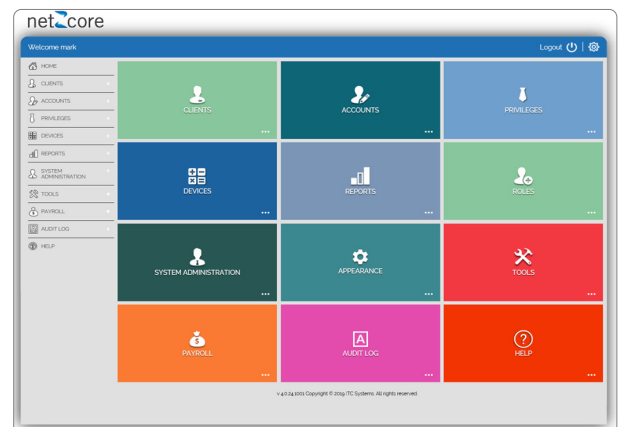 net2core
Welcome mark
Logout
HOME
CLIENTS
ACCOUNTS
PRIVILEGES
DEVICES
REPORTS
SYSTEM
ADMINISTRATION
TOOLS
PAYROLL
AUDIT LOG
HELP
CLIENTS
ACCOUNTS
PRIVILEGES
DEVICES
REPORTS
ROLES
SYSTEM ADMINISTRATION
APPEARANCE
TOOLS
PAYROLL
A
AUDIT LOG
HELP
v 4.0.24.1001 Copyright © 2019 ITC Systems. All rights reserved